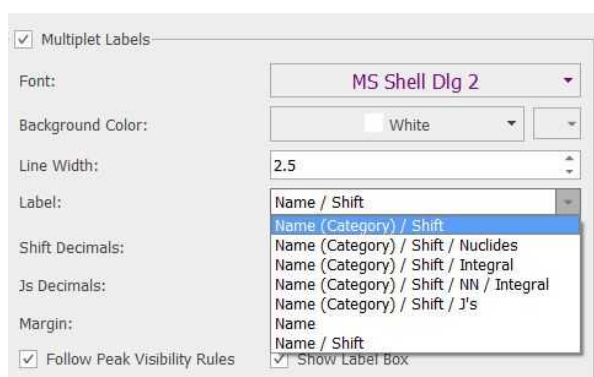 Multiplet Labels
Font: MS Shell Dlg 2
Background Color: White
Line Width: 2.5
Label: Name / Shift
Name (Category) / Shift
Shift Decimals: Name (Category) / Shift / Nuclides
Name (Category) / Shift / Integral
Js Decimals: Name (Category) / Shift / NN / Integral
Name (Category) / Shift / J's
Margin: Name
Name / Shift
Follow Peak Visibility Rules Show Label Box